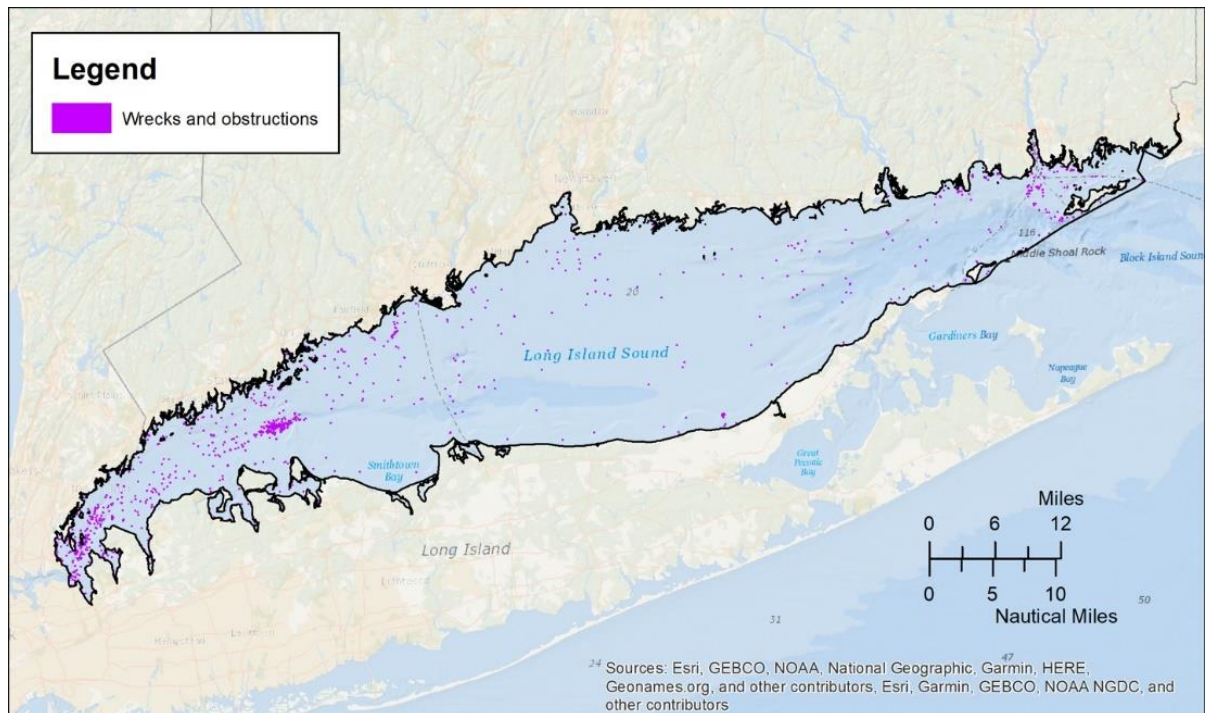 Legend
Wrecks and obstructions
116
Middle Shoal Rock
Block Island Soun
20
Long Island Sound
Gardiners Bay
Napeague
Bay
Smithtown
Bay
Great
Peconic
Bay
Long Island
Miles
0 6 12
0 5 10
Nautical Miles
50
31
47
24
Sources: Esri, GEBCO, NOAA, National Geographic, Garmin, HERE,
Geonames.org, and other contributors, Esri, Garmin, GEBCO, NOAA NGDC, and
other contributors